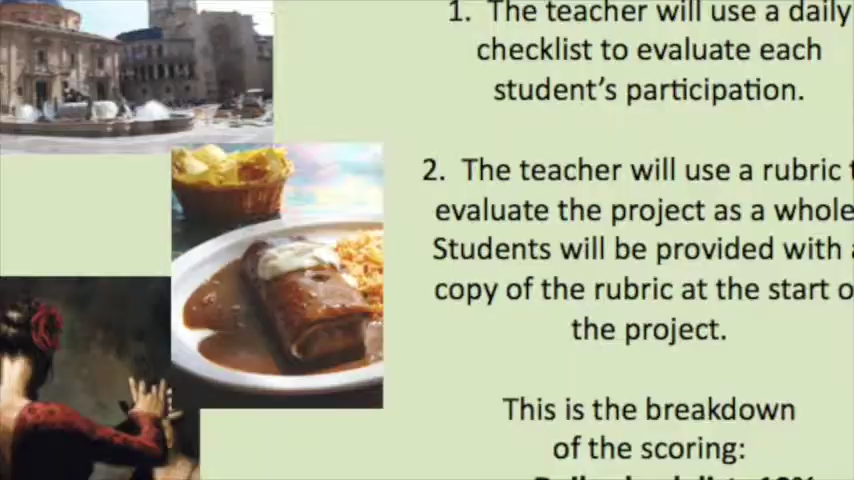 1. The teacher will use a daily
checklist to evaluate each
student's participation.
2. The teacher will use a rubric
evaluate the project as a whole
Students will be provided with
copy of the rubric at the start
the project.
This is the breakdown
of the scoring: